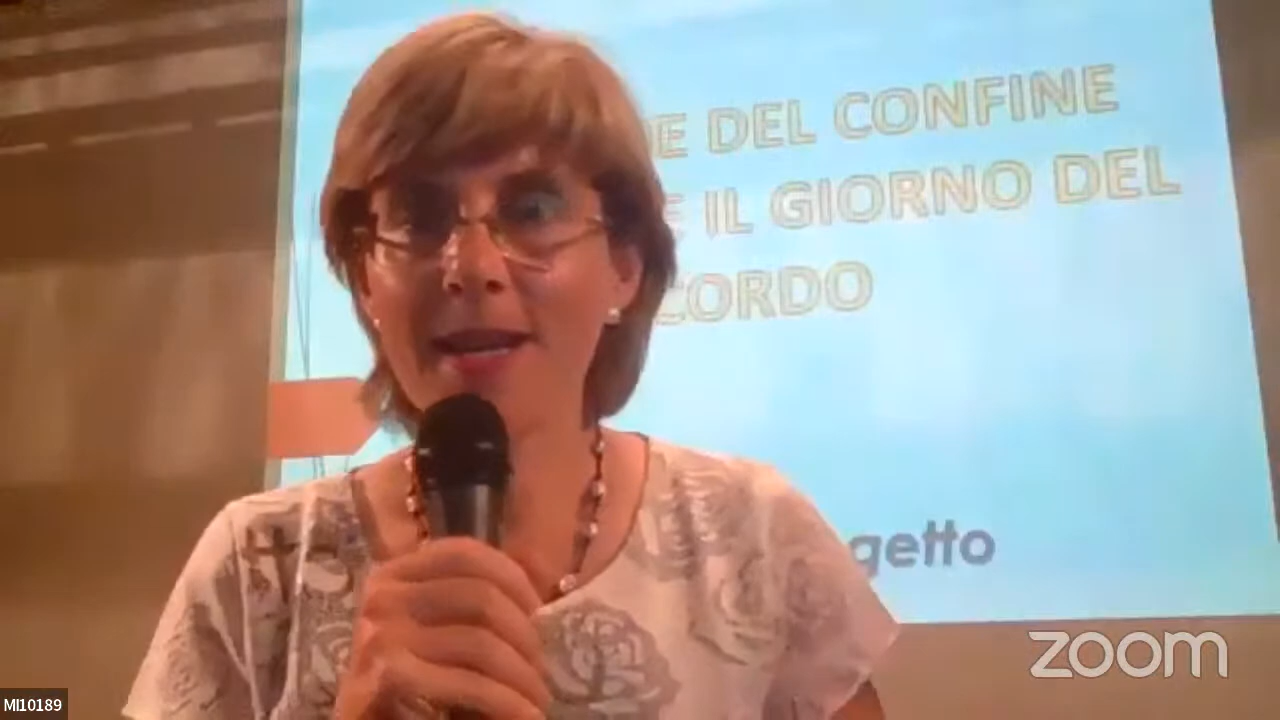 DEL CONFINE
IL GIORNO DEL
CORDO
getto
zoom
MI10189